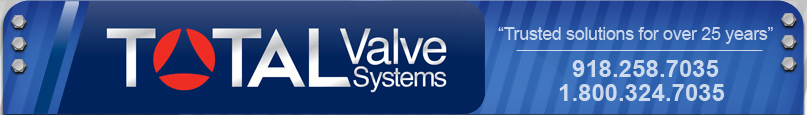 TOTAL Valve
Systems
“Trusted solutions for over 25 years”
918.258.7035
1.800.324.7035